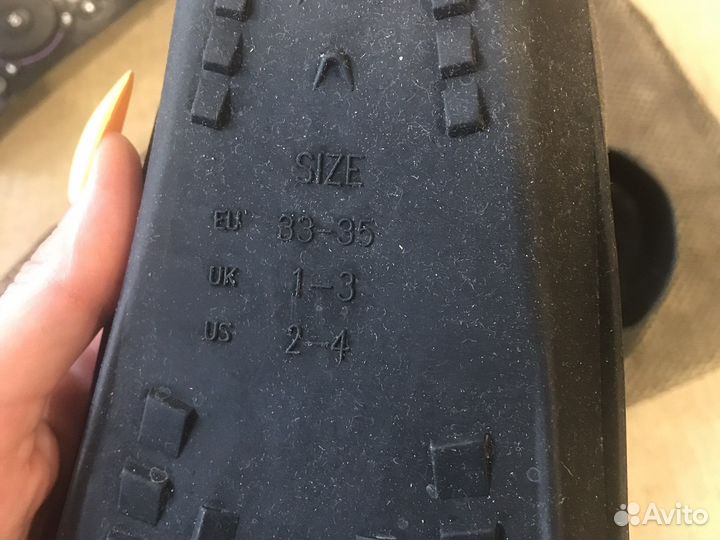 SIZE
EU 33-35
UK 1-3
US 2-4
Avito